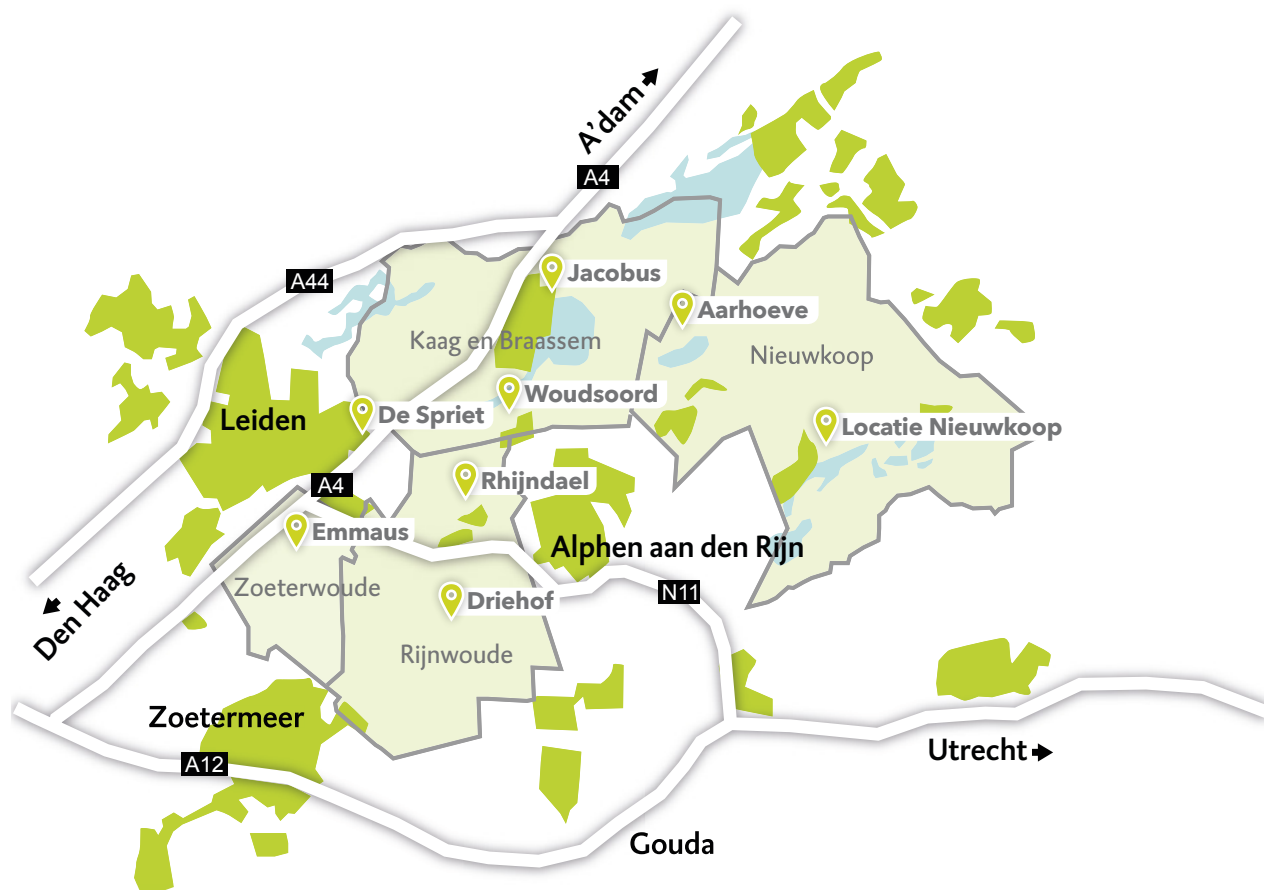 A'dam
A4
Jacobus
A44
Aarhoeve
Kaag en Braassem
Nieuwkoop
Woudsoord
De Spriet
Leiden
Locatie Nieuwkoop
Rhijndael
A4
Emmaus
Alphen aan den Rijn
Zoeterwoude
N11
Driehof
Den Haag
Rijnwoude
Zoetermeer
Utrecht
A12
Gouda